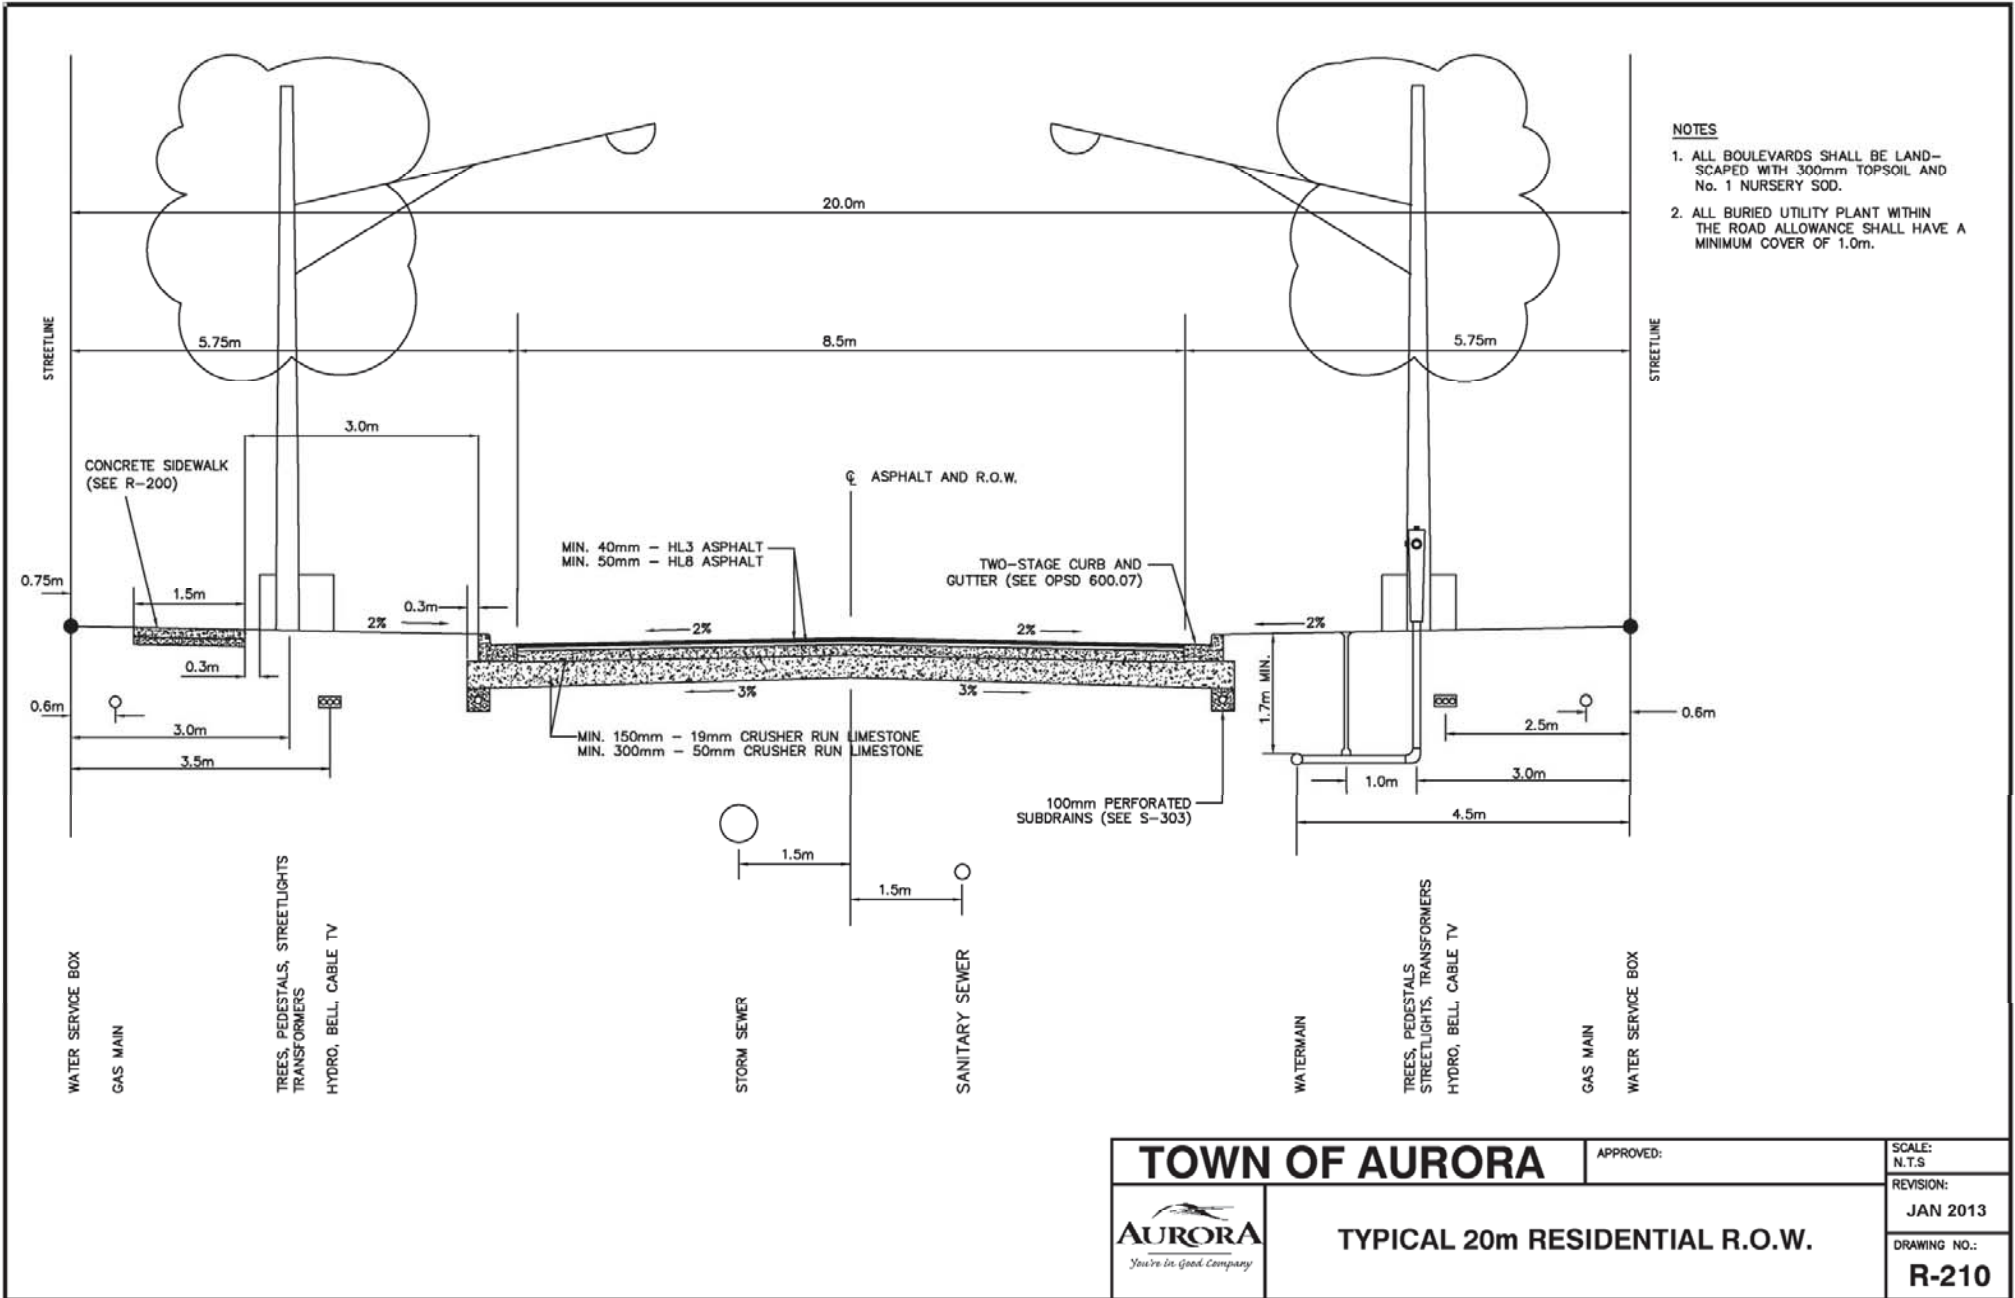 NOTES
1. ALL BOULEVARDS SHALL BE LAND-
SCAPED WITH 300mm TOPSOIL AND
No. 1 NURSERY SOD.
2. ALL BURIED UTILITY PLANT WITHIN
THE ROAD ALLOWANCE SHALL HAVE A
MINIMUM COVER OF 1.0m.
20.0m
STREETLINE
5.75m
8.5m
5.75m
STREETLINE
3.0m
CONCRETE SIDEWALK
(SEE R-200)
℄ ASPHALT AND R.O.W.
MIN. 40mm - HL3 ASPHALT
MIN. 50mm - HL8 ASPHALT
TWO-STAGE CURB AND
GUTTER (SEE OPSD 600.07)
0.75m
1.5m
0.3m
2%
2%
2%
2%
0.3m
3%
3%
1.7m MIN.
0.6m
0.6m
3.0m
2.5m
MIN. 150mm - 19mm CRUSHER RUN LIMESTONE
MIN. 300mm - 50mm CRUSHER RUN LIMESTONE
3.5m
1.0m
3.0m
100mm PERFORATED
SUBDRAINS (SEE S-303)
4.5m
1.5m
1.5m
WATER SERVICE BOX
GAS MAIN
TREES, PEDESTALS, STREETLIGHTS
TRANSFORMERS
HYDRO, BELL, CABLE TV
STORM SEWER
SANITARY SEWER
WATERMAIN
TREES, PEDESTALS
STREETLIGHTS, TRANSFORMERS
HYDRO, BELL, CABLE TV
GAS MAIN
WATER SERVICE BOX
TOWN OF AURORA
APPROVED:
SCALE:
N.T.S
REVISION:
JAN 2013
AURORA
You're in Good Company
TYPICAL 20m RESIDENTIAL R.O.W.
DRAWING NO.:
R-210